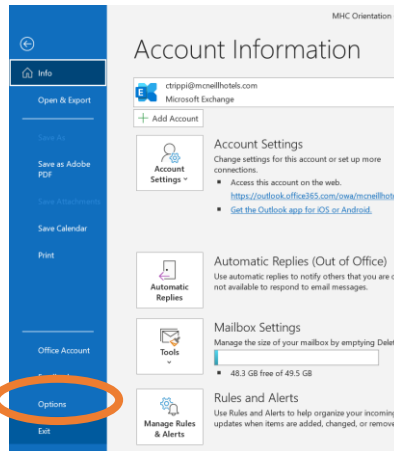 MHC Orientation
Account Information
Info
ctrippi@mcneillhotels.com
Microsoft Exchange
Open & Export
Add Account
Save As
Save as Adobe
PDF
Save Attachments
Save Calendar
Print
Office Account
Options
Exit
Account
Settings
Account Settings
Change settings for this account or set up more
connections.
Access this account on the web.
https://outlook.office365.com/owa/mcneillhote
Get the Outlook app for iOS or Android.
Automatic
Replies
Automatic Replies (Out of Office)
Use automatic replies to notify others that you are
not available to respond to email messages.
Tools
Mailbox Settings
Manage the size of your mailbox by emptying Delet
48.3 GB free of 49.5 GB
Manage Rules
& Alerts
Rules and Alerts
Use Rules and Alerts to help organize your incoming
updates when items are added, changed, or remove